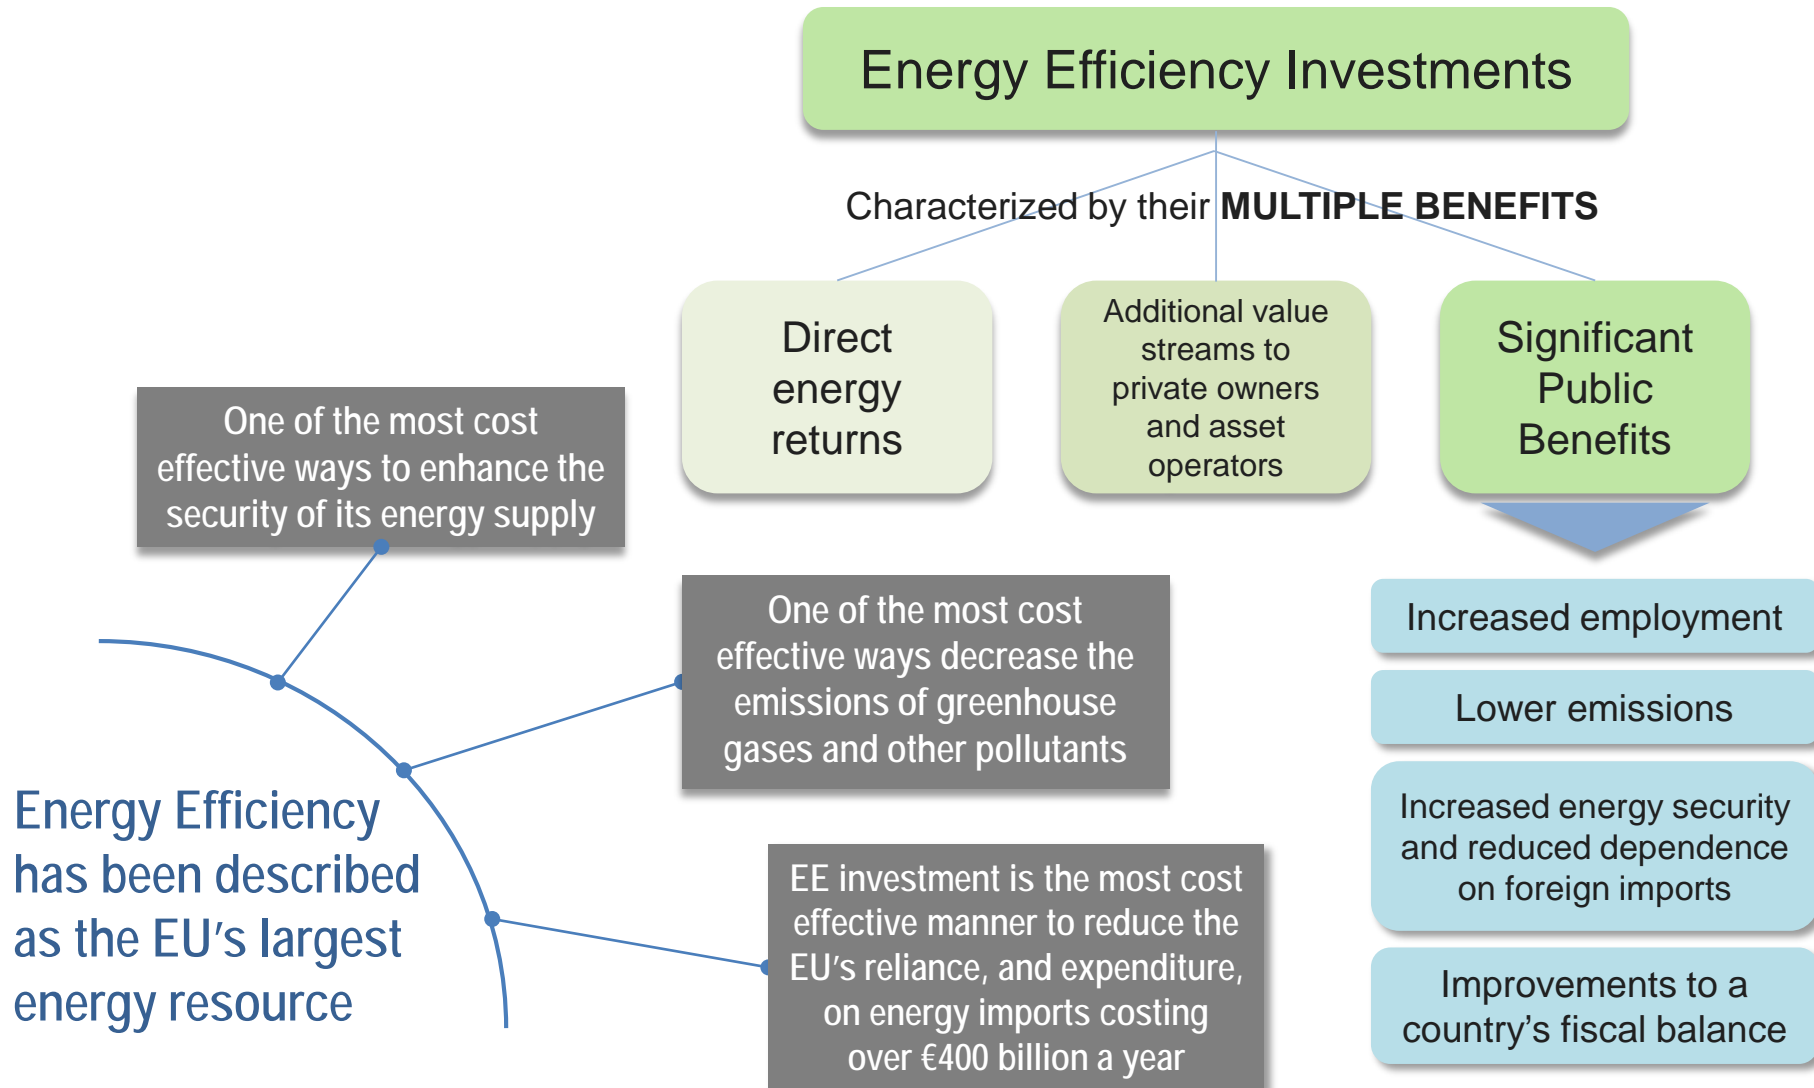 Energy Efficiency Investments
Characterized by their MULTIPLE BENEFITS
Direct
energy
returns
Additional value
streams to
private owners
and asset
operators
Significant
Public
Benefits
One of the most cost
effective ways to enhance the
security of its energy supply
One of the most cost
effective ways decrease the
emissions of greenhouse
gases and other pollutants
EE investment is the most cost
effective manner to reduce the
EU's reliance, and expenditure,
on energy imports costing
over €400 billion a year
Energy Efficiency
has been described
as the EU's largest
energy resource
Increased employment
Lower emissions
Increased energy security
and reduced dependence
on foreign imports
Improvements to a
country's fiscal balance